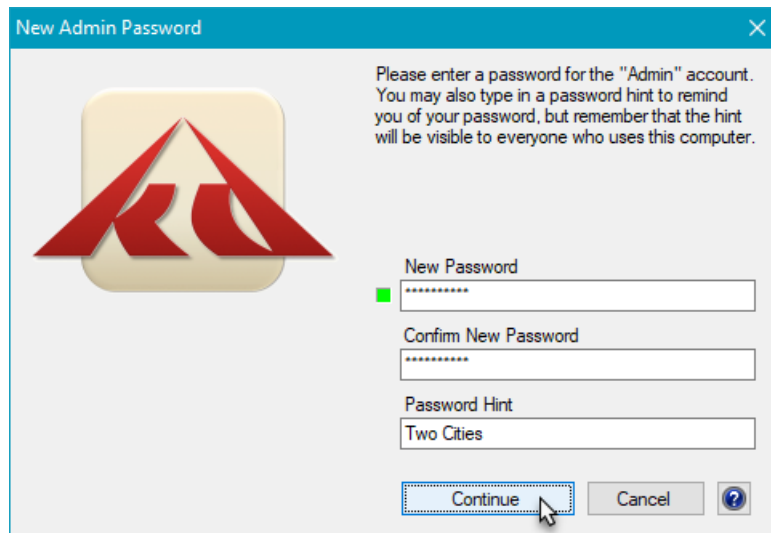 New Admin Password
Please enter a password for the "Admin" account.
You may also type in a password hint to remind
you of your password, but remember that the hint
will be visible to everyone who uses this computer.
New Password
**********
Confirm New Password
**********
Password Hint
Two Cities
Continue
Cancel
?